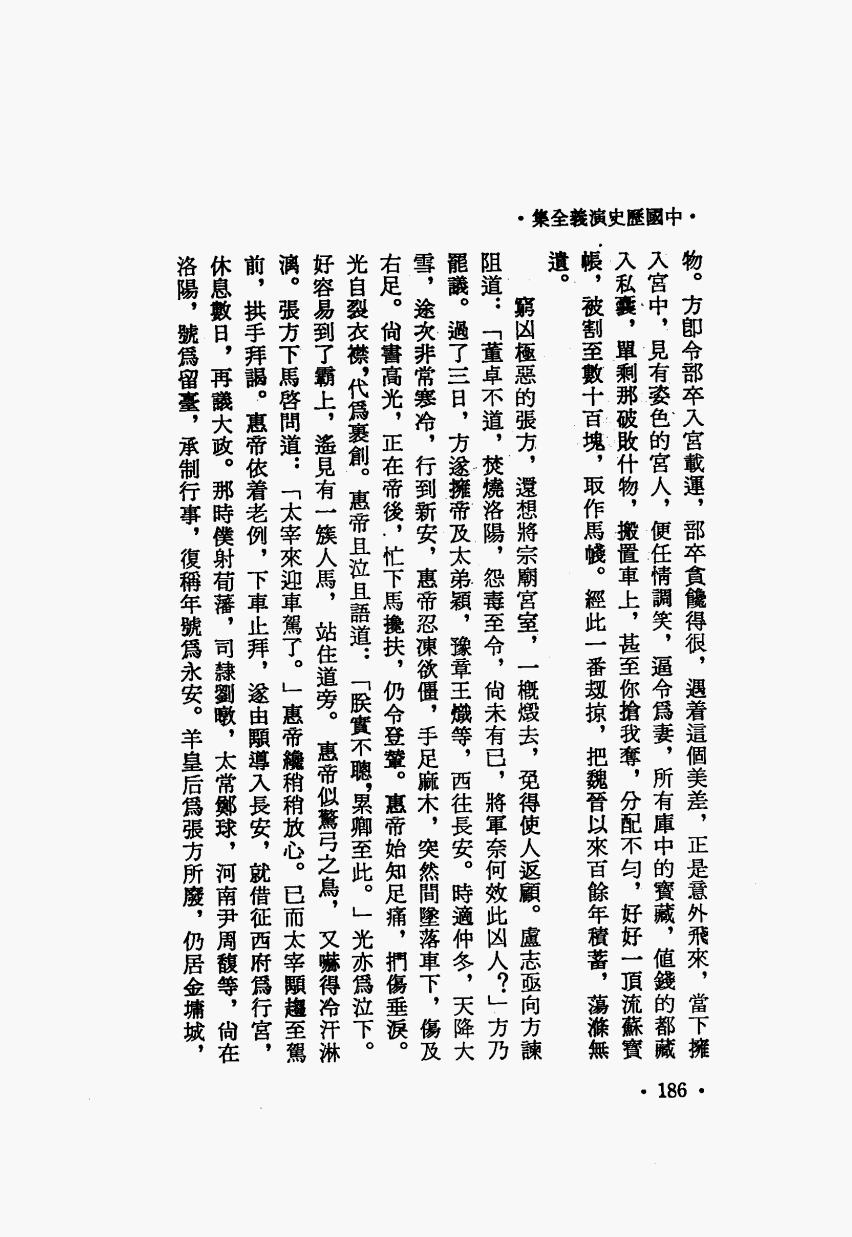 ·中國歷史演義全集·
物。方卽令部卒入宮載運，部卒貪饞得很，遇着這個美差，正是意外飛來，當下擁
入宮中，見有姿色的宮人，便任情調笑，逼令爲妻，所有庫中的寳藏，値錢的都藏
入私囊，單剩那破敗什物，搬置車上，甚至你搶我奪，分配不勻，好好一頂流蘇寳
帳，被割至數十百塊，取作馬幭。經此一番刼掠，把魏晉以來百餘年積蓄，蕩滌無
遺。
窮凶極惡的張方，還想將宗廟宮室，一概燬去，免得使人返顧。盧志亟向方諫
阻道：「董卓不道，焚燒洛陽，怨毒至今，尙未有已，將軍奈何效此凶人？」方乃
罷議。過了三日，方遂擁帝及太弟穎，豫章王熾等，西往長安。時適仲冬，天降大
雪，途次非常寒冷，行到新安，惠帝忍凍欲僵，手足麻木，突然間墜落車下，傷及
右足。尙書高光，正在帝後，忙下馬攙扶，仍令登輦。惠帝始知足痛，捫傷垂淚。
光自裂衣襟，代爲裹創。惠帝且泣且語道：「朕實不聰，累卿至此。」光亦爲泣下。
好容易到了霸上，遙見有一簇人馬，站住道旁。惠帝似驚弓之鳥，又嚇得冷汗淋
漓。張方下馬啓問道：「太宰來迎車駕了。」惠帝纔稍稍放心。已而太宰顒趨至駕
前，拱手拜謁。惠帝依着老例，下車止拜，遂由顒導入長安，就借征西府爲行宮，
休息數日，再議大政。那時僕射荀藩，司隸劉暾，太常鄭球，河南尹周馥等，尙在
洛陽，號爲留臺，承制行事，復稱年號爲永安。羊皇后爲張方所廢，仍居金墉城，
·186·